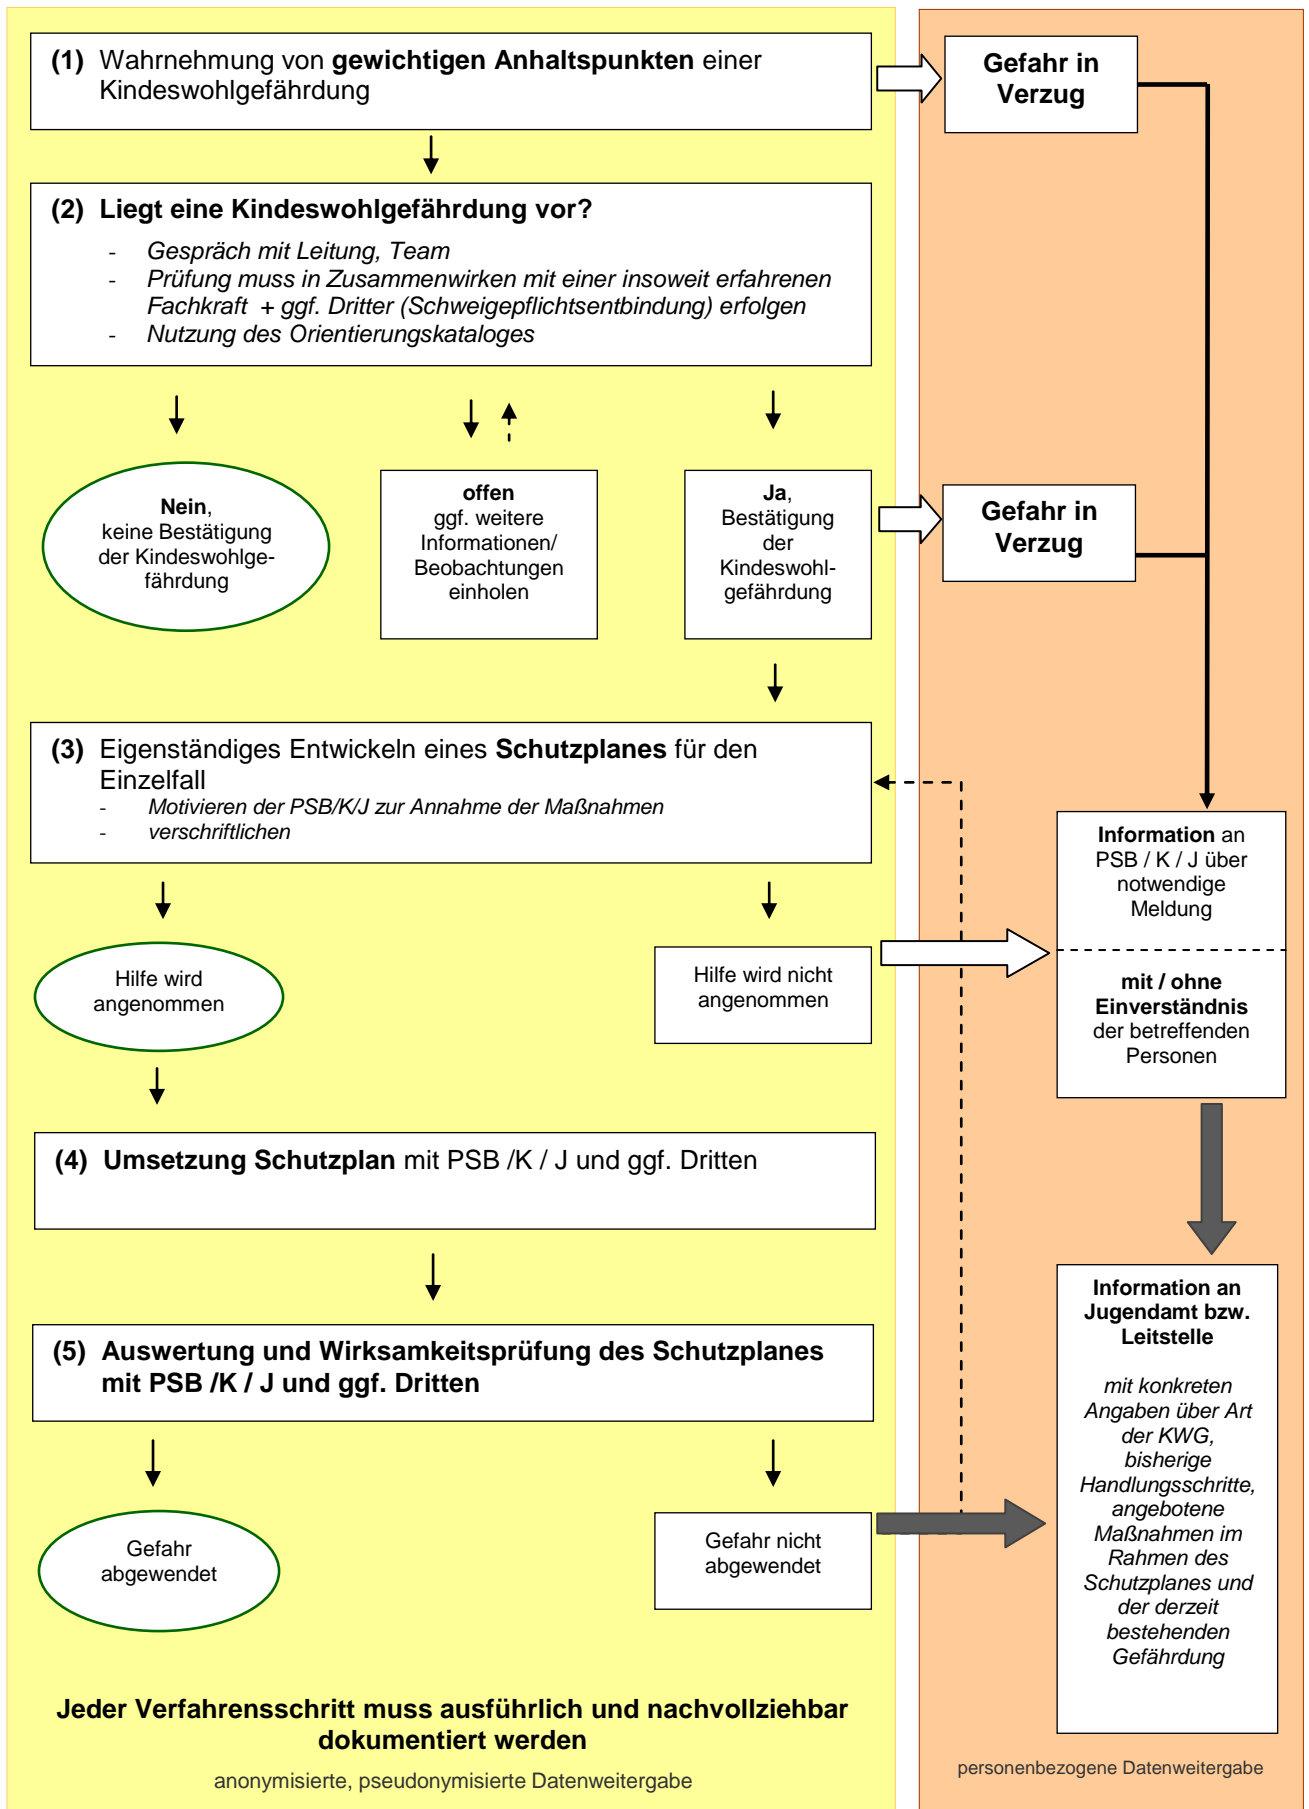 (1) Wahrnehmung von gewichtigen Anhaltspunkten einer
Kindeswohlgefährdung
Gefahr in
Verzug
(2) Liegt eine Kindeswohlgefährdung vor?
- Gespräch mit Leitung, Team
- Prüfung muss in Zusammenwirken mit einer insoweit erfahrenen
Fachkraft + ggf. Dritter (Schweigepflichtsentbindung) erfolgen
- Nutzung des Orientierungskataloges
Nein,
keine Bestätigung
der Kindeswohlge-
fährdung
offen
ggf. weitere
Informationen/
Beobachtungen
einholen
Ja,
Bestätigung
der
Kindeswohl-
gefährdung
Gefahr in
Verzug
(3) Eigenständiges Entwickeln eines Schutzplanes für den
Einzelfall
- Motivieren der PSB/K/J zur Annahme der Maßnahmen
- verschriftlichen
Information an
PSB / K / J über
notwendige
Meldung
mit / ohne
Einverständnis
der betreffenden
Personen
Hilfe wird
angenommen
Hilfe wird nicht
angenommen
(4) Umsetzung Schutzplan mit PSB /K / J und ggf. Dritten
(5) Auswertung und Wirksamkeitsprüfung des Schutzplanes
mit PSB /K / J und ggf. Dritten
Information an
Jugendamt bzw.
Leitstelle
mit konkreten
Angaben über Art
der KWG,
bisherige
Handlungsschritte,
angebotene
Maßnahmen im
Rahmen des
Schutzplanes und
der derzeit
bestehenden
Gefährdung
Gefahr
abgewendet
Gefahr nicht
abgewendet
Jeder Verfahrensschritt muss ausführlich und nachvollziehbar
dokumentiert werden
anonymisierte, pseudonymisierte Datenweitergabe
personenbezogene Datenweitergabe